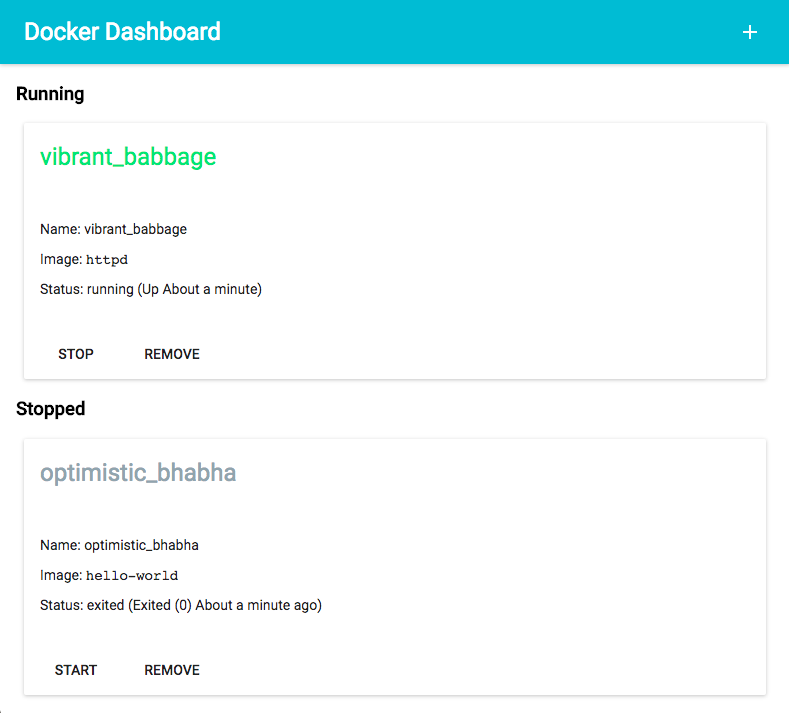 Docker Dashboard +
Running
vibrant_babbage
Name: vibrant_babbage
Image: httpd
Status: running (Up About a minute)
STOP REMOVE
Stopped
optimistic_bhabha
Name: optimistic_bhabha
Image: hello-world
Status: exited (Exited (0) About a minute ago)
START REMOVE